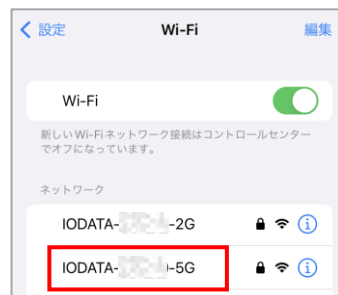 設定 Wi-Fi 編集
Wi-Fi
新しいWi-Fiネットワーク接続はコントロールセンター
でオフになっています。
ネットワーク
IODATA- -2G
IODATA- -5G